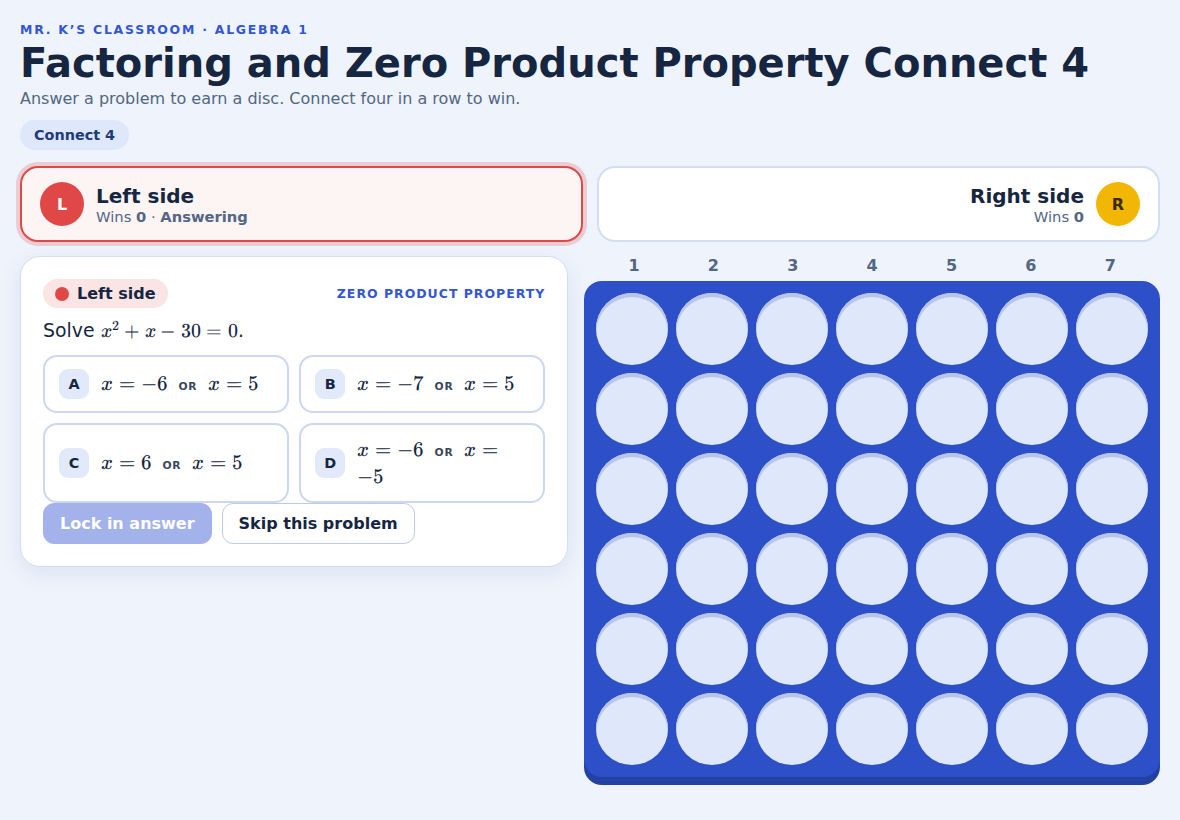 MR. K’S CLASSROOM · ALGEBRA 1
Factoring and Zero Product Property Connect 4
Answer a problem to earn a disc. Connect four in a row to win.
Connect 4
L
Left side
Wins 0 · Answering
Right side
Wins 0
R
Left side
ZERO PRODUCT PROPERTY
Solve x² + x − 30 = 0.
A x = −6 OR x = 5
B x = −7 OR x = 5
C x = 6 OR x = 5
D x = −6 OR x =
−5
Lock in answer
Skip this problem
1 2 3 4 5 6 7